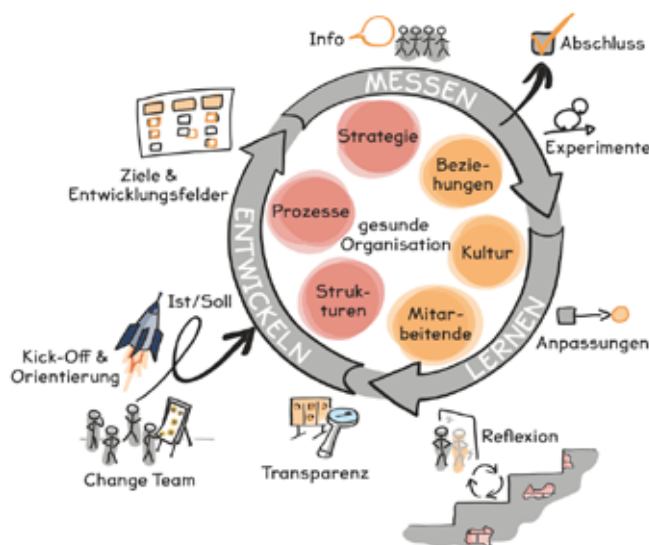 Info
Abschluss
MESSEN
Strategie
Experimente
Bezie-
hungen
Ziele &
Entwicklungsfelder
Prozesse
gesunde
Organisation
Kultur
ENTWICKELN
Ist/Soll
Struk-
turen
Mitar-
beitende
LERNEN
Anpassungen
Kick-Off &
Orientierung
Reflexion
Transparenz
Change Team